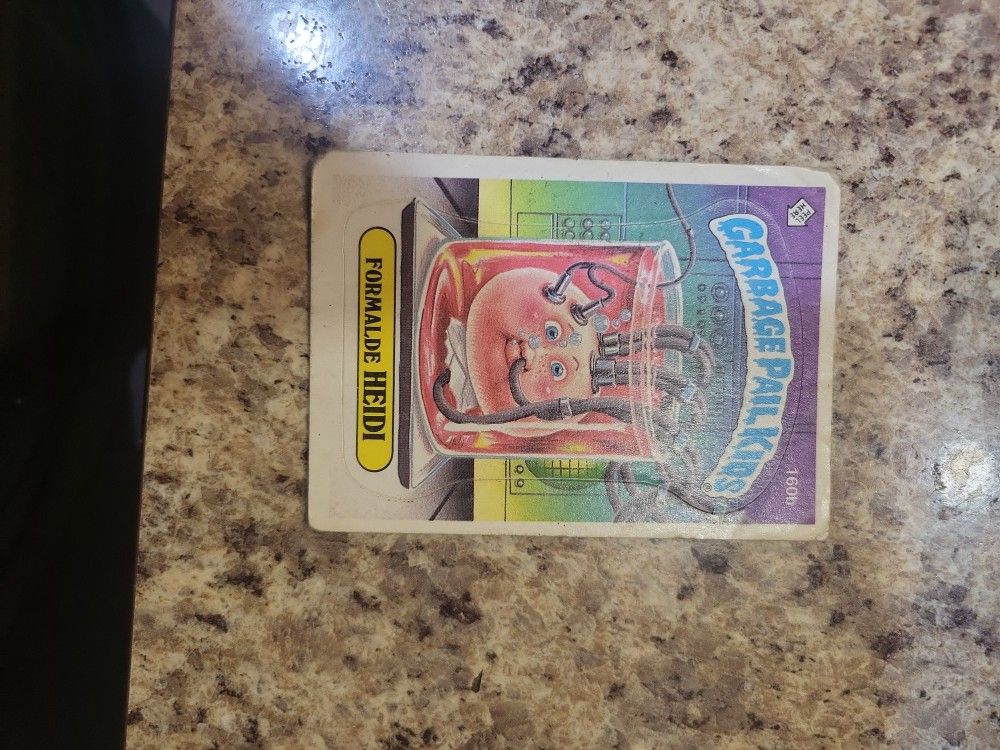 PEEL
HERE
GARBAGE PAIL KIDS®
160b
FORMALDE HEIDI